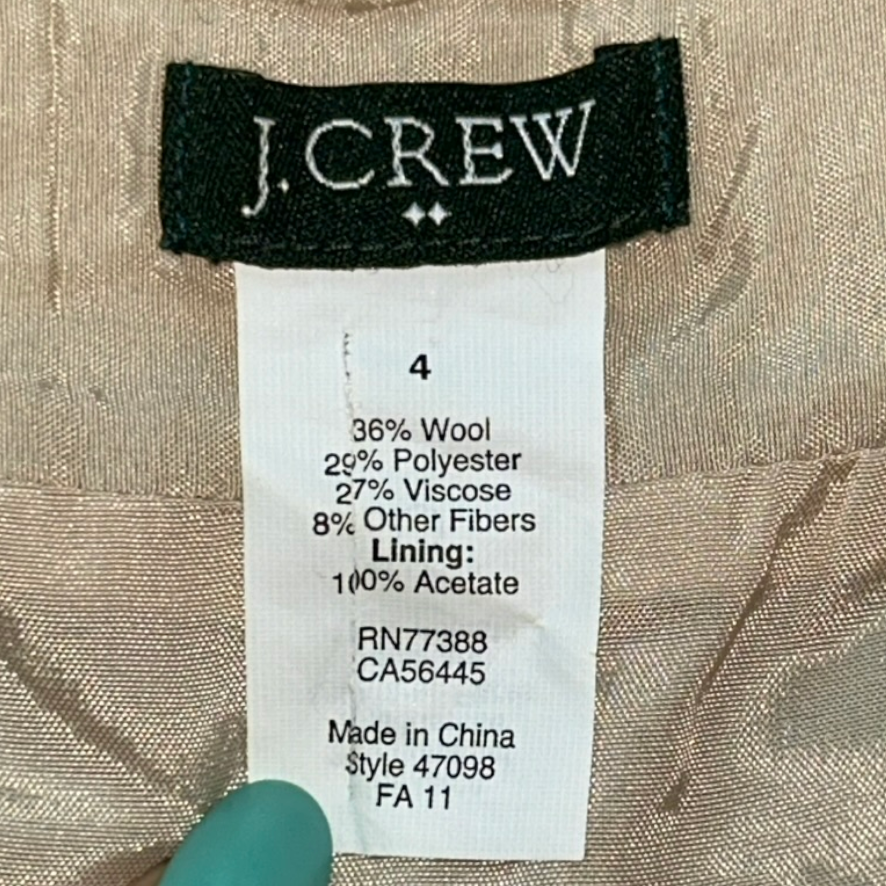 J.CREW
4
36% Wool
29% Polyester
27% Viscose
8% Other Fibers
Lining:
100% Acetate
RN77388
CA56445
Made in China
Style 47098
FA 11